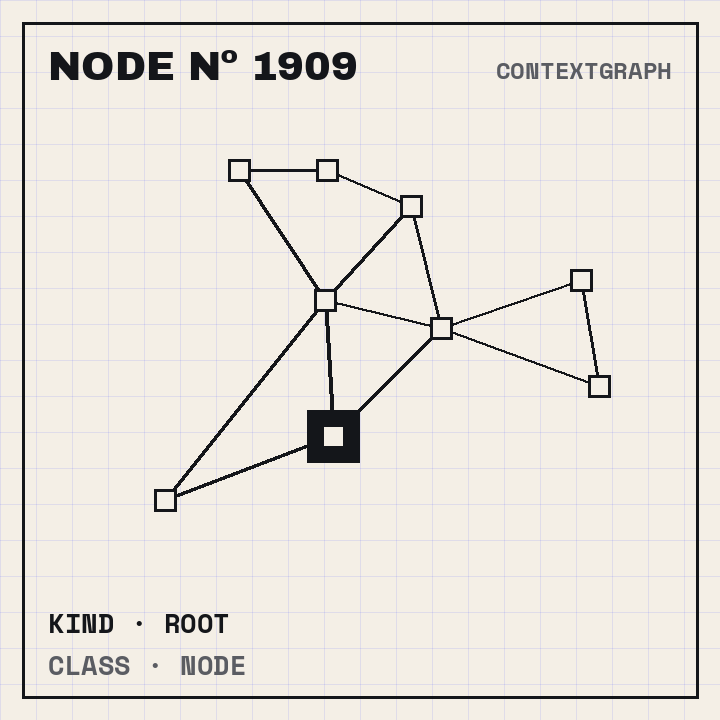 NODE Nº 1909
CONTEXTGRAPH
KIND · ROOT
CLASS · NODE